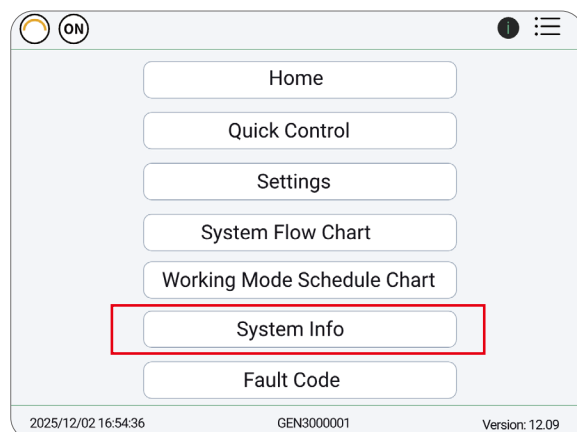 ON
i
Home
Quick Control
Settings
System Flow Chart
Working Mode Schedule Chart
System Info
Fault Code
2025/12/02 16:54:36 GEN3000001 Version: 12.09